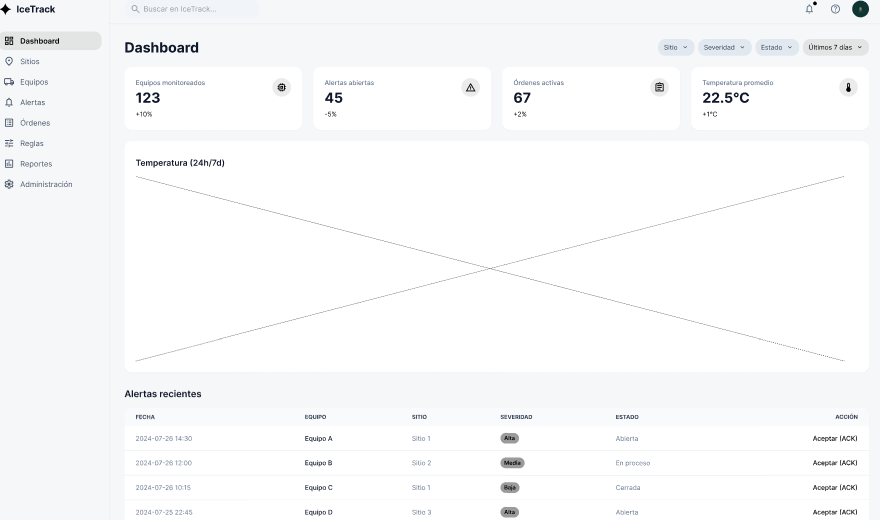 IceTrack
Buscar en IceTrack...
Dashboard
Sitios
Equipos
Alertas
Órdenes
Reglas
Reportes
Administración
Dashboard
Sitio
Severidad
Estado
Últimos 7 días
Equipos monitoreados
123
+10%
Alertas abiertas
45
-5%
Órdenes activas
67
+2%
Temperatura promedio
22.5°C
+1°C
Temperatura (24h/7d)
Alertas recientes
FECHA EQUIPO SITIO SEVERIDAD ESTADO ACCIÓN
2024-07-26 14:30 Equipo A Sitio 1 Alta Abierta Aceptar (ACK)
2024-07-26 12:00 Equipo B Sitio 2 Media En proceso Aceptar (ACK)
2024-07-26 10:15 Equipo C Sitio 1 Baja Cerrada Aceptar (ACK)
2024-07-25 22:45 Equipo D Sitio 3 Alta Abierta Aceptar (ACK)